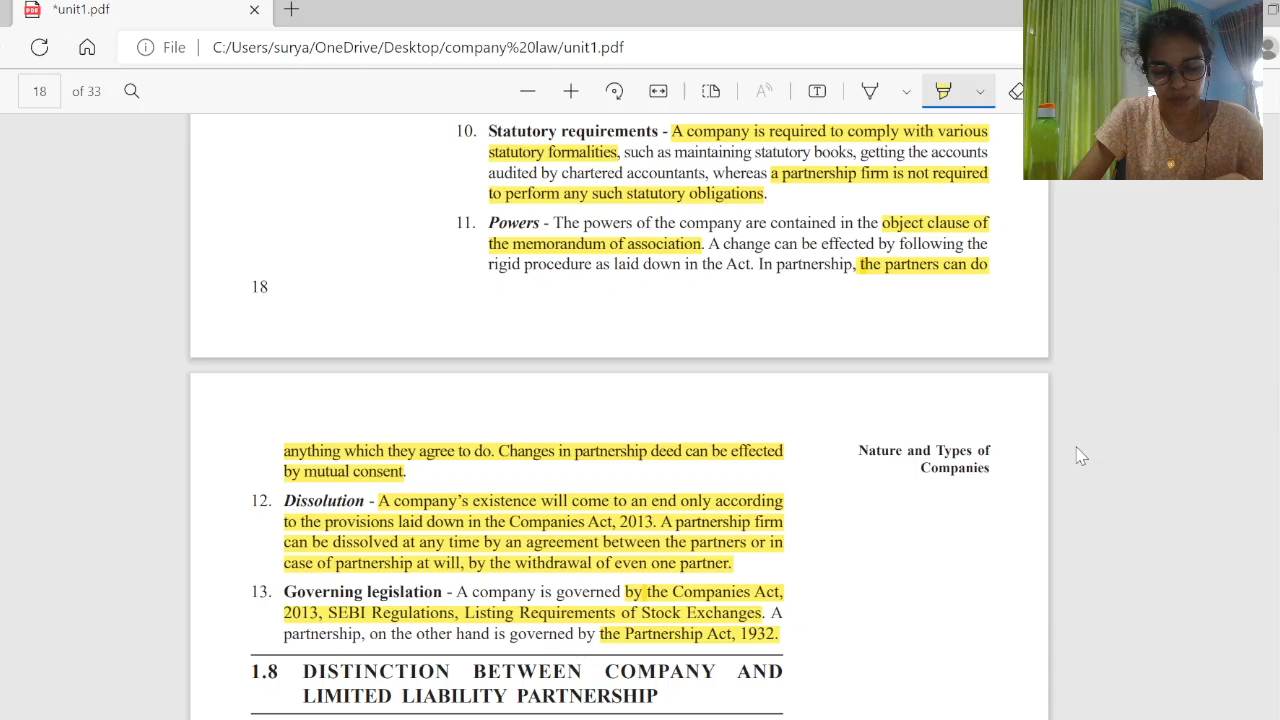 *unit1.pdf
File
C:/Users/surya/OneDrive/Desktop/company%20law/unit1.pdf
18 of 33
10. Statutory requirements - A company is required to comply with various
statutory formalities, such as maintaining statutory books, getting the accounts
audited by chartered accountants, whereas a partnership firm is not required
to perform any such statutory obligations.
11. Powers - The powers of the company are contained in the object clause of
the memorandum of association. A change can be effected by following the
rigid procedure as laid down in the Act. In partnership, the partners can do
18
anything which they agree to do. Changes in partnership deed can be effected
by mutual consent.
Nature and Types of
Companies
12. Dissolution - A company's existence will come to an end only according
to the provisions laid down in the Companies Act, 2013. A partnership firm
can be dissolved at any time by an agreement between the partners or in
case of partnership at will, by the withdrawal of even one partner.
13. Governing legislation - A company is governed by the Companies Act,
2013, SEBI Regulations, Listing Requirements of Stock Exchanges. A
partnership, on the other hand is governed by the Partnership Act, 1932.
1.8 DISTINCTION BETWEEN COMPANY AND
LIMITED LIABILITY PARTNERSHIP